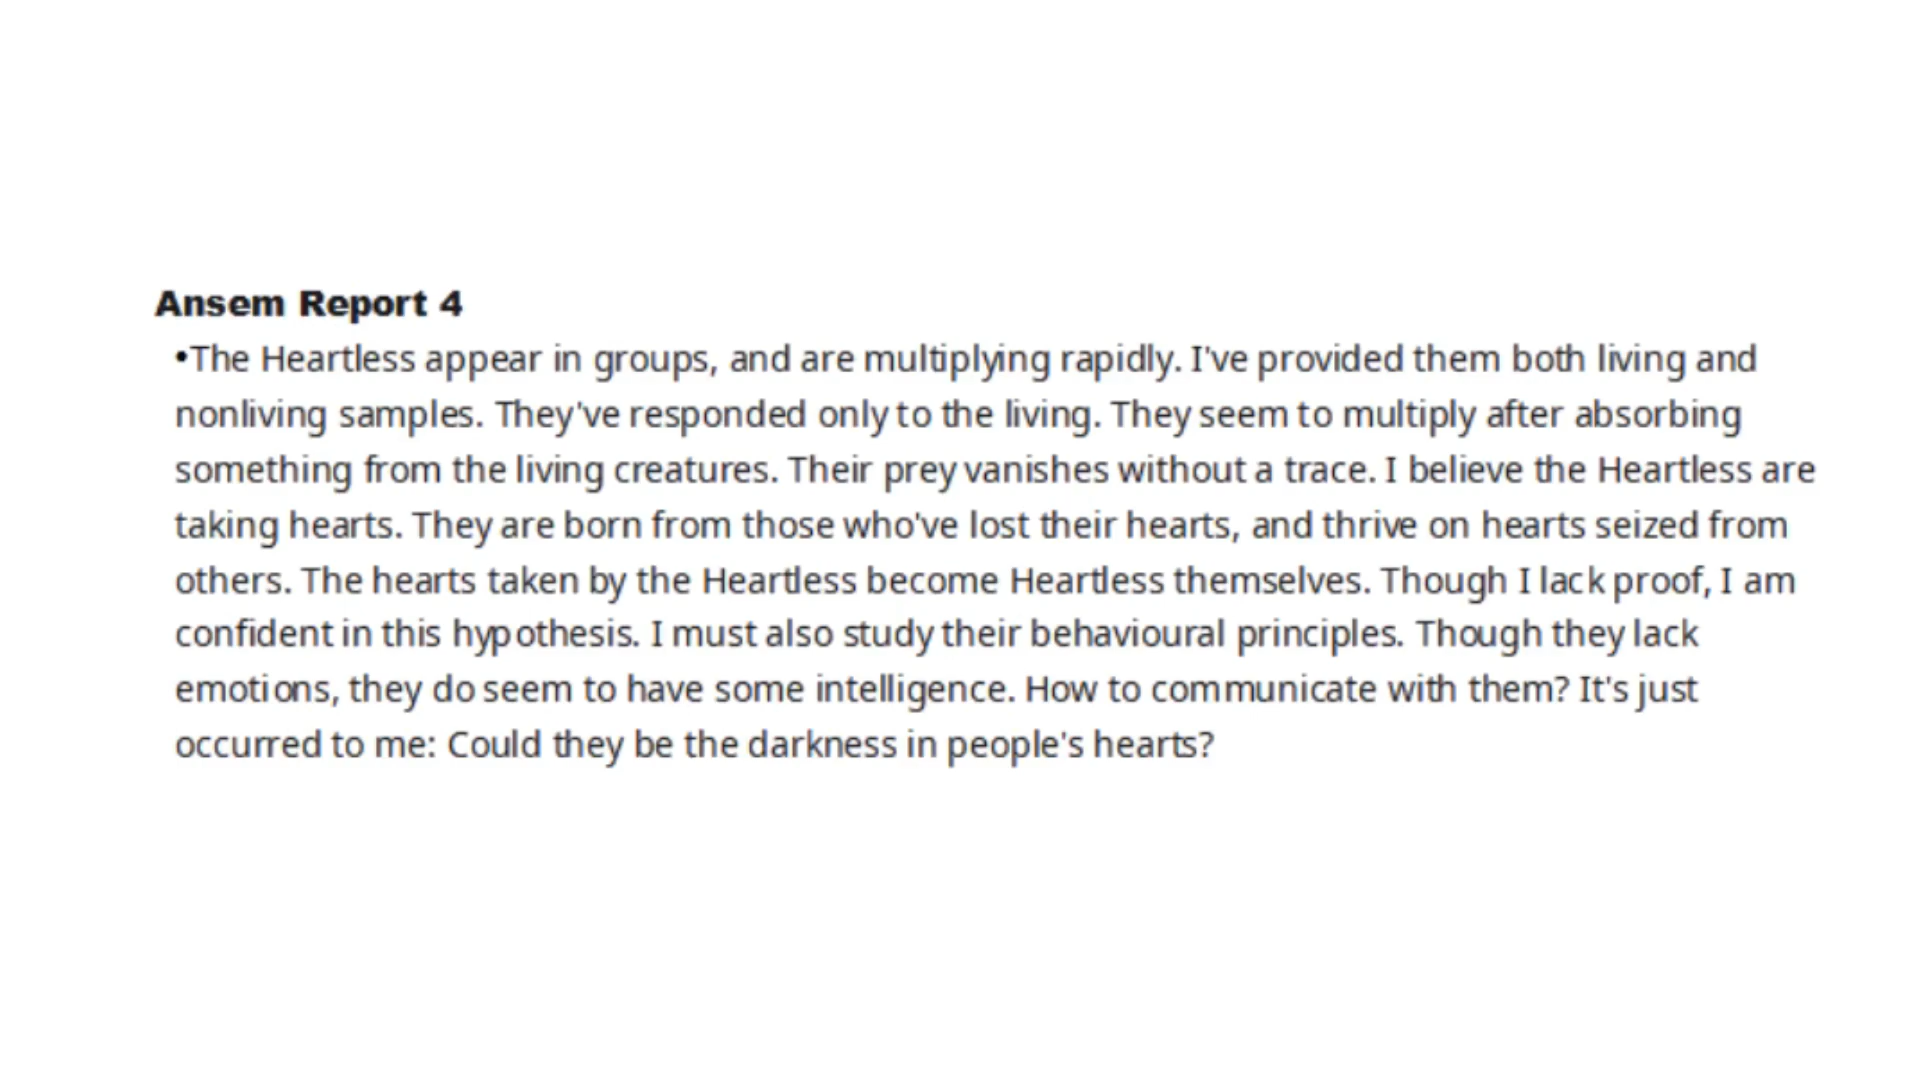 Ansem Report 4
•The Heartless appear in groups, and are multiplying rapidly. I've provided them both living and
nonliving samples. They've responded only to the living. They seem to multiply after absorbing
something from the living creatures. Their prey vanishes without a trace. I believe the Heartless are
taking hearts. They are born from those who've lost their hearts, and thrive on hearts seized from
others. The hearts taken by the Heartless become Heartless themselves. Though I lack proof, I am
confident in this hypothesis. I must also study their behavioural principles. Though they lack
emotions, they do seem to have some intelligence. How to communicate with them? It's just
occurred to me: Could they be the darkness in people's hearts?